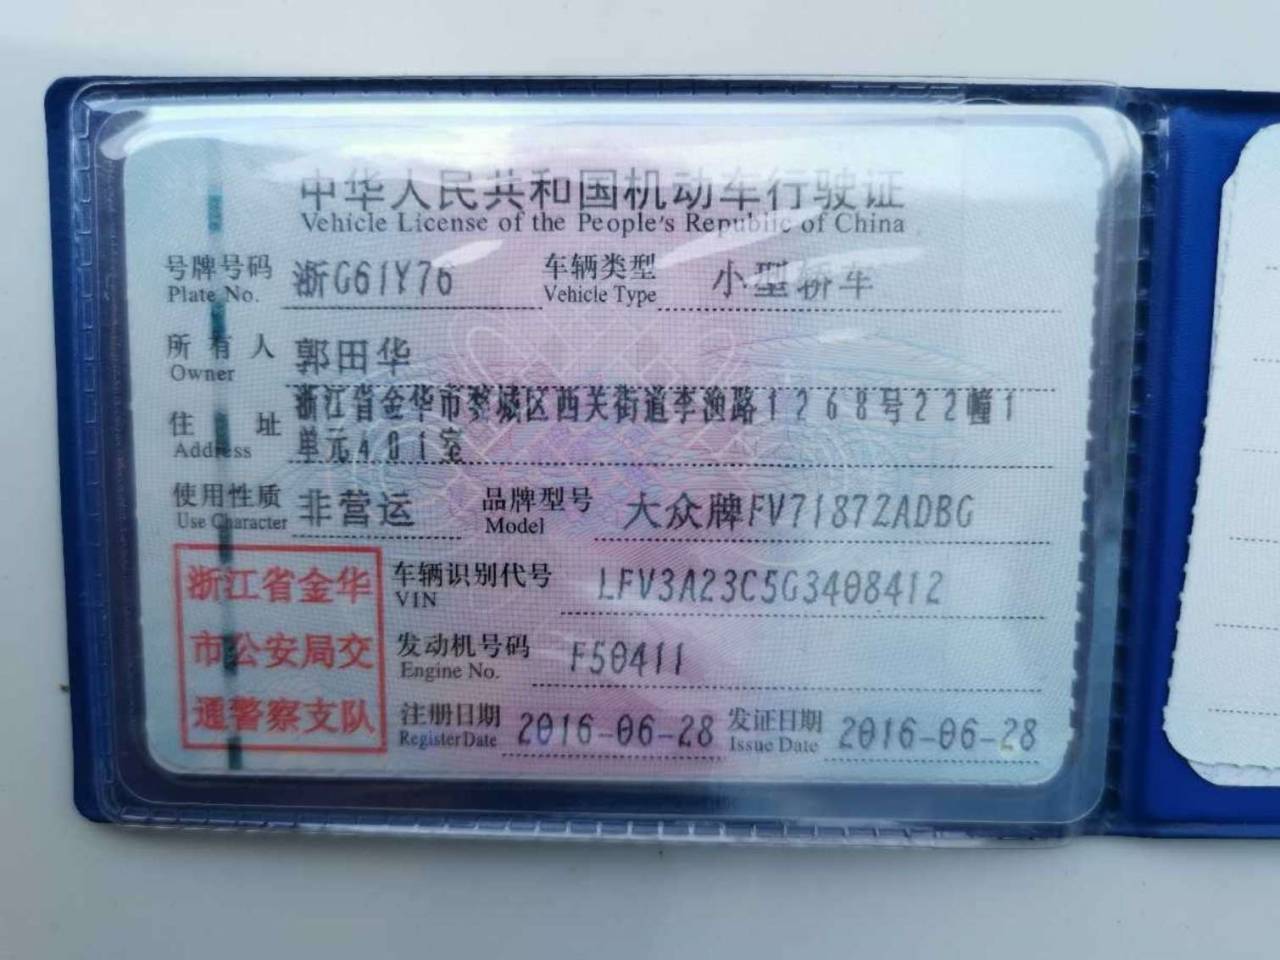 中华人民共和国机动车行驶证
Vehicle License of the People's Republic of China
号牌号码 浙G61Y76 车辆类型 小型轿车
Plate No. Vehicle Type
所有人 郭田华
Owner
住址 浙江省金华市婺城区西关街道李渔路1268号22幢1
Address 单元401室
使用性质 非营运 品牌型号 大众牌FV7187ZADBG
Use Character Model
浙江省金华
市公安局交
通警察支队
车辆识别代号 LFV3A23C5G3408412
VIN
发动机号码 F50411
Engine No.
注册日期 2016-06-28 发证日期 2016-06-28
Register Date Issue Date